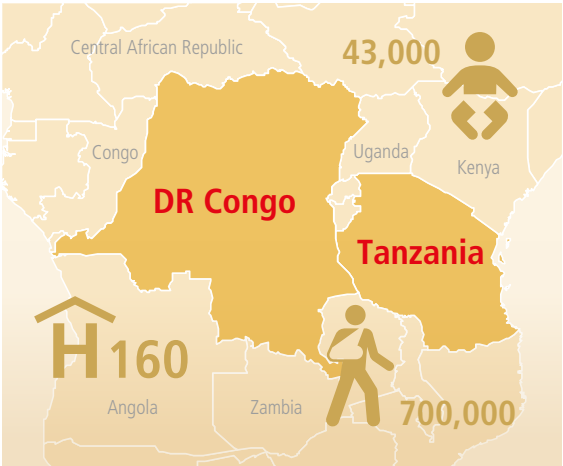 Central African Republic
43,000
Congo
Uganda
Kenya
DR Congo
Tanzania
H 160
Angola
Zambia
700,000